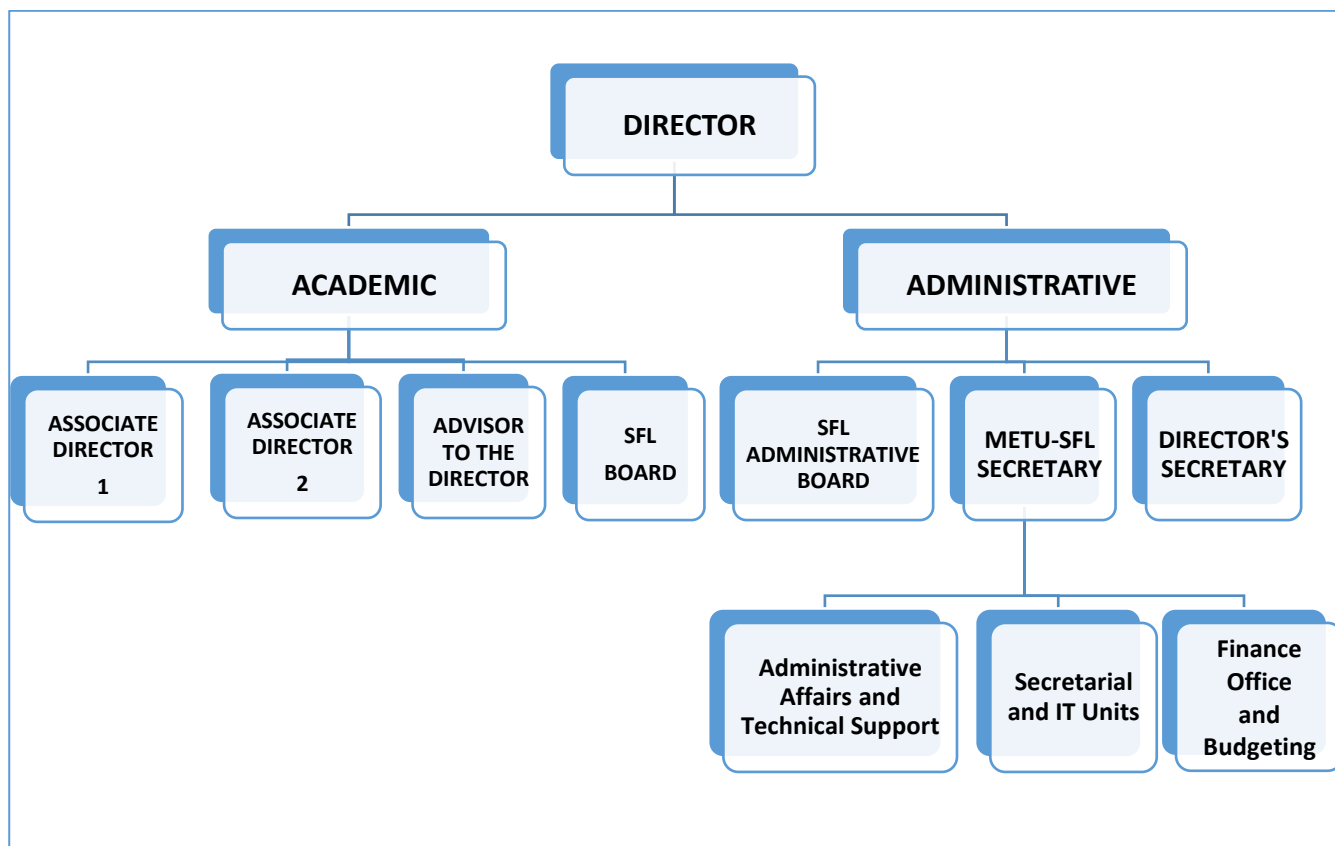 DIRECTOR
ACADEMIC
ADMINISTRATIVE
ASSOCIATE
DIRECTOR
1
ASSOCIATE
DIRECTOR
2
ADVISOR
TO THE
DIRECTOR
SFL
BOARD
SFL
ADMINISTRATIVE
BOARD
METU-SFL
SECRETARY
DIRECTOR'S
SECRETARY
Administrative
Affairs and
Technical Support
Secretarial
and IT Units
Finance
Office
and
Budgeting